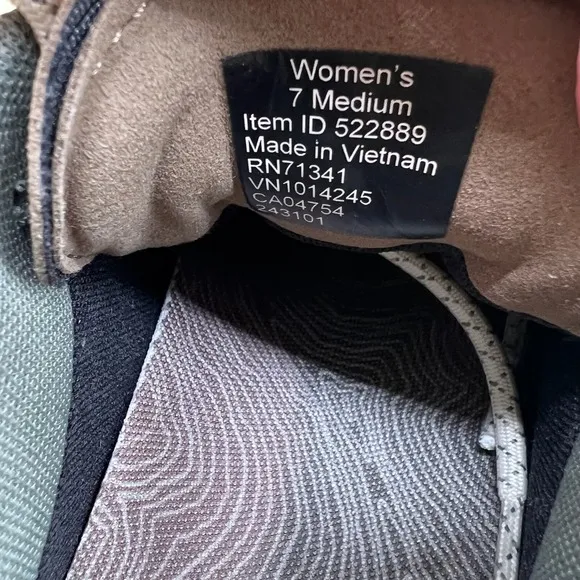 Women's
7 Medium
Item ID 522889
Made in Vietnam
RN71341
VN1014245
CA04754
243101